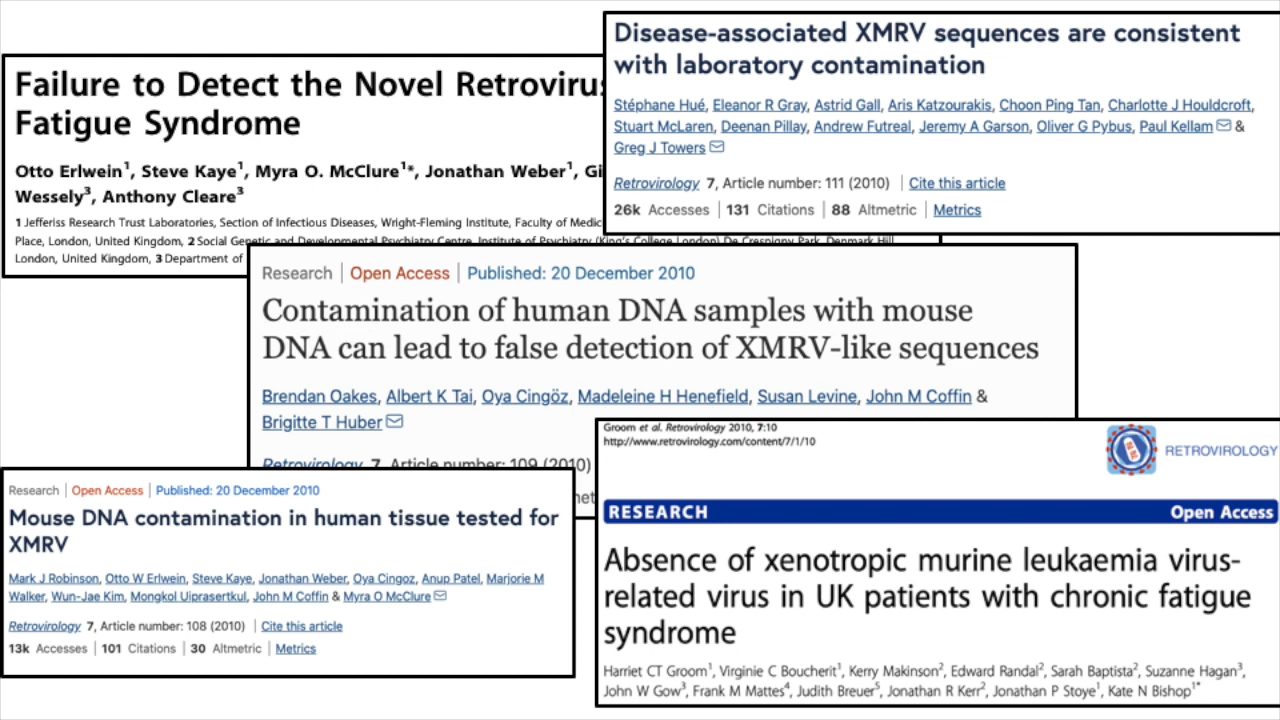 Failure to Detect the Novel Retrovirus
Fatigue Syndrome
Otto Erlwein1, Steve Kaye1, Myra O. McClure1*, Jonathan Weber1, Gi
Wessely3, Anthony Cleare3
1 Jefferiss Research Trust Laboratories, Section of Infectious Diseases, Wright-Fleming Institute, Faculty of Medic
Place, London, United Kingdom, 2 Social Genetic and Developmental Psychiatry Centre, Institute of Psychiatry (King's College London) De Crespigny Park, Denmark Hill
London, United Kingdom, 3 Department of
Disease-associated XMRV sequences are consistent
with laboratory contamination
Stéphane Hué, Eleanor R Gray, Astrid Gall, Aris Katzourakis, Choon Ping Tan, Charlotte J Houldcroft,
Stuart McLaren, Deenan Pillay, Andrew Futreal, Jeremy A Garson, Oliver G Pybus, Paul Kellam &
Greg J Towers
Retrovirology 7, Article number: 111 (2010) | Cite this article
26k Accesses | 131 Citations | 88 Altmetric | Metrics
Research | Open Access | Published: 20 December 2010
Contamination of human DNA samples with mouse
DNA can lead to false detection of XMRV-like sequences
Brendan Oakes, Albert K Tai, Oya Cingöz, Madeleine H Henefield, Susan Levine, John M Coffin &
Brigitte T Huber
Retrovirology 7, Article number: 109 (2010)
Research | Open Access | Published: 20 December 2010
Mouse DNA contamination in human tissue tested for
XMRV
Mark J Robinson, Otto W Erlwein, Steve Kaye, Jonathan Weber, Oya Cingoz, Anup Patel, Marjorie M
Walker, Wun-Jae Kim, Mongkol Uiprasertkul, John M Coffin & Myra O McClure
Retrovirology 7, Article number: 108 (2010) | Cite this article
13k Accesses | 101 Citations | 30 Altmetric | Metrics
Groom et al. Retrovirology 2010, 7:10
http://www.retrovirology.com/content/7/1/10
RETROVIROLOGY
RESEARCH Open Access
Absence of xenotropic murine leukaemia virus-
related virus in UK patients with chronic fatigue
syndrome
Harriet CT Groom1, Virginie C Boucherit1, Kerry Makinson2, Edward Randal2, Sarah Baptista2, Suzanne Hagan3,
John W Gow3, Frank M Mattes4, Judith Breuer5, Jonathan R Kerr2, Jonathan P Stoye1, Kate N Bishop1*